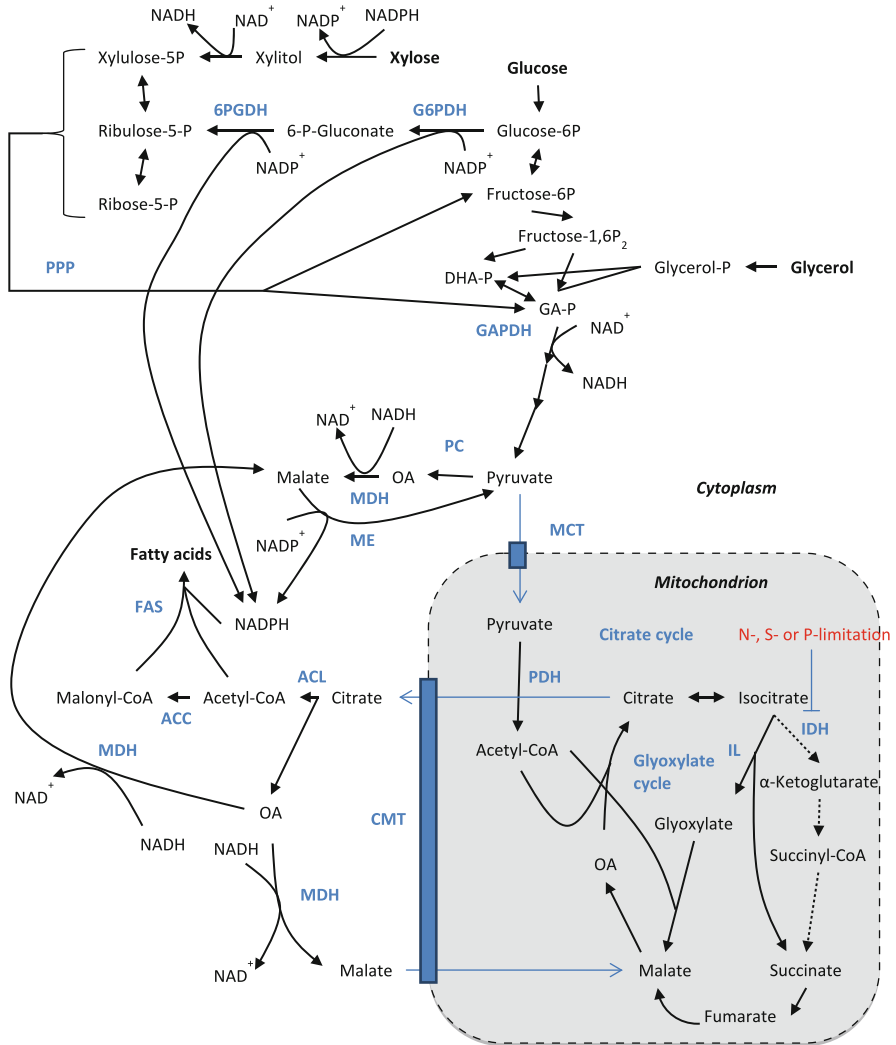 NADH NAD+ NADP+ NADPH
Xylulose-5P Xylitol Xylose
Glucose
6PGDH G6PDH
Ribulose-5-P 6-P-Gluconate Glucose-6P
NADP+ NADP+
Ribose-5-P Fructose-6P
Fructose-1,6P2
PPP DHA-P Glycerol-P Glycerol
GA-P
GAPDH NAD+
NADH
NAD+ NADH
PC
Malate OA Pyruvate
MDH
Cytoplasm
NADP+ ME MCT
Fatty acids
Mitochondrion
FAS
NADPH Pyruvate Citrate cycle N-, S- or P-limitation
ACL PDH
Malonyl-CoA Acetyl-CoA Citrate Citrate Isocitrate
ACC IDH
MDH Acetyl-CoA Glyoxylate IL
cycle α-Ketoglutarate
NAD+
OA CMT Glyoxylate
NADH NADH Succinyl-CoA
OA
MDH
NAD+ Malate Malate Succinate
Fumarate